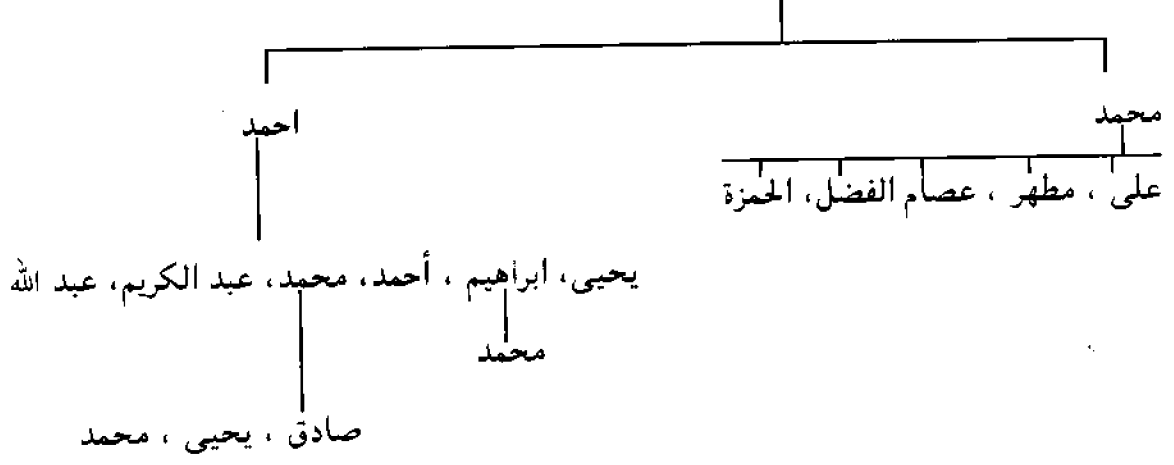 محمد
احمد
على ، مطهر ، عصام الفضل، الحمزة
يحيى، ابراهيم ، أحمد، محمد، عبد الكريم، عبد الله
محمد
صادق ، يحيى ، محمد